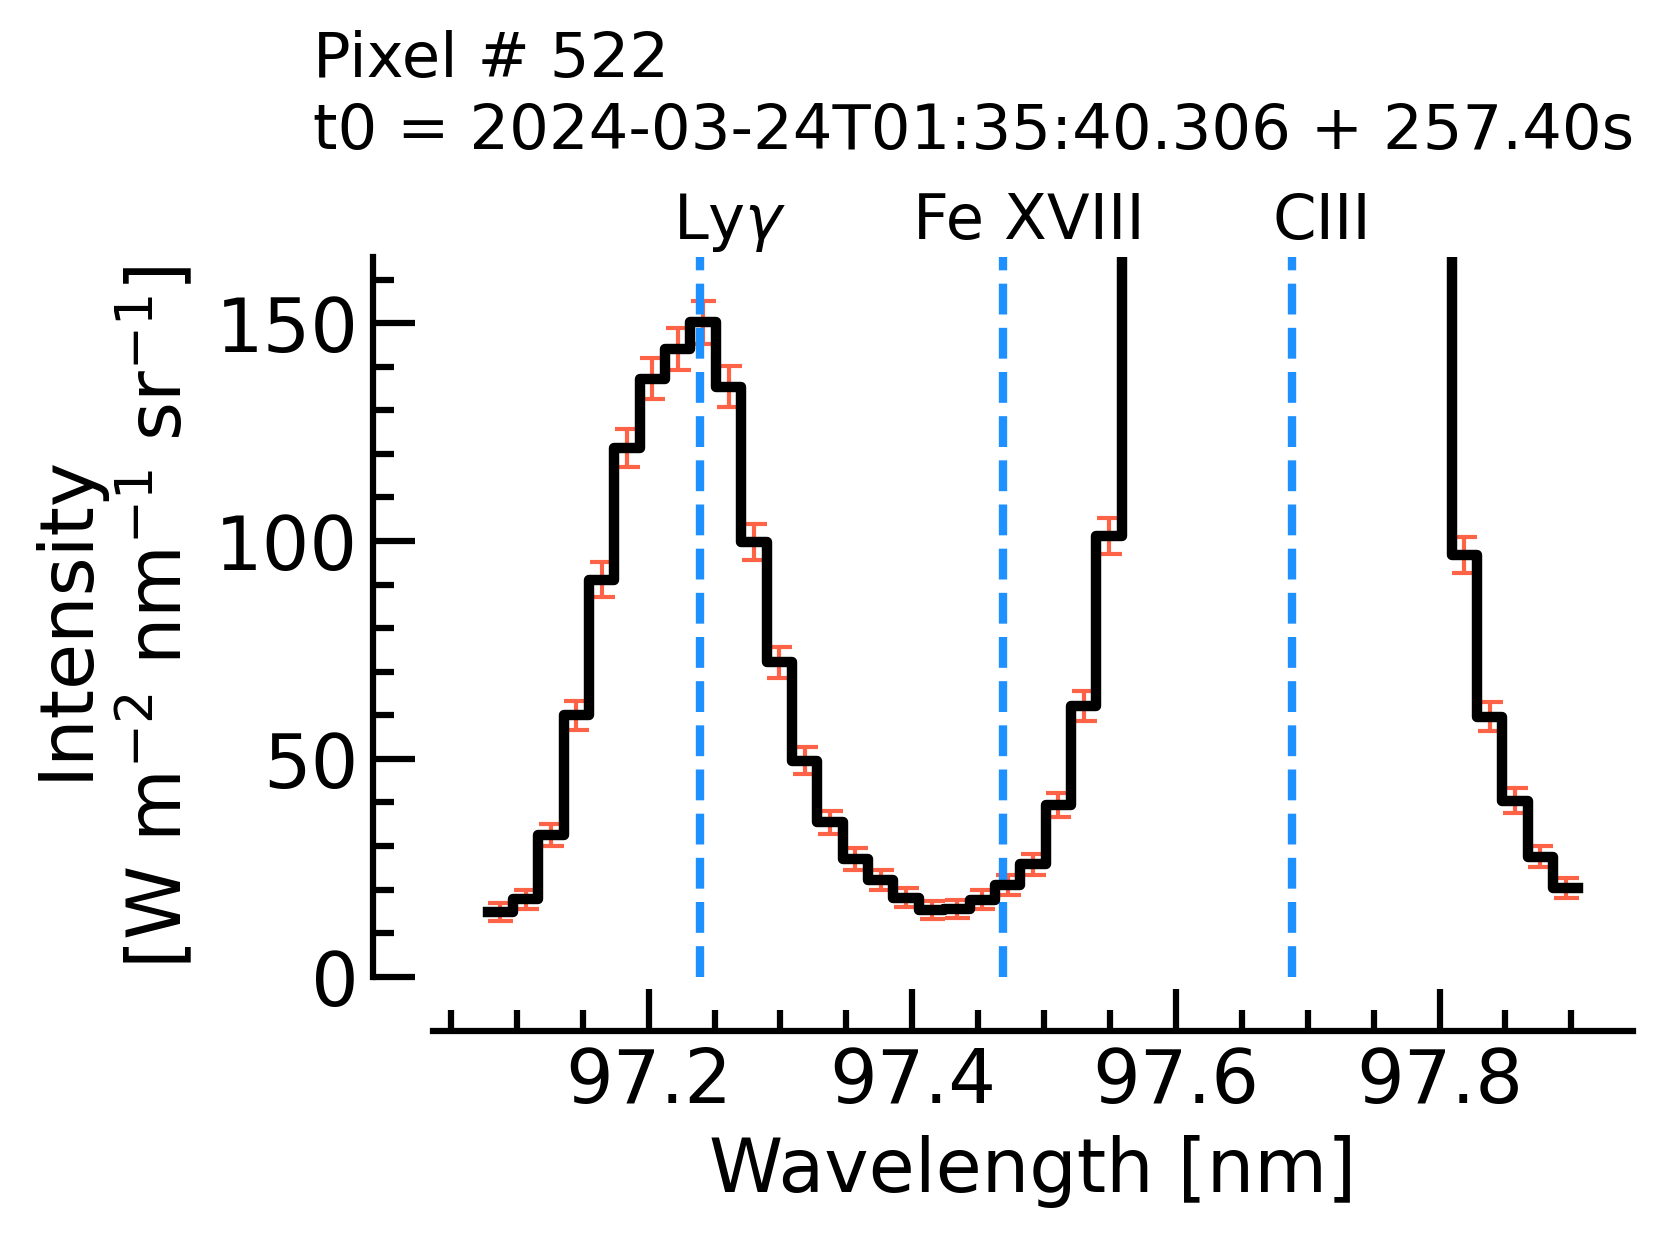 Pixel # 522
t0 = 2024-03-24T01:35:40.306 + 257.40s
Lyγ Fe XVIII CIII
Intensity
[W m⁻² nm⁻¹ sr⁻¹]
150
100
50
0
97.2 97.4 97.6 97.8
Wavelength [nm]